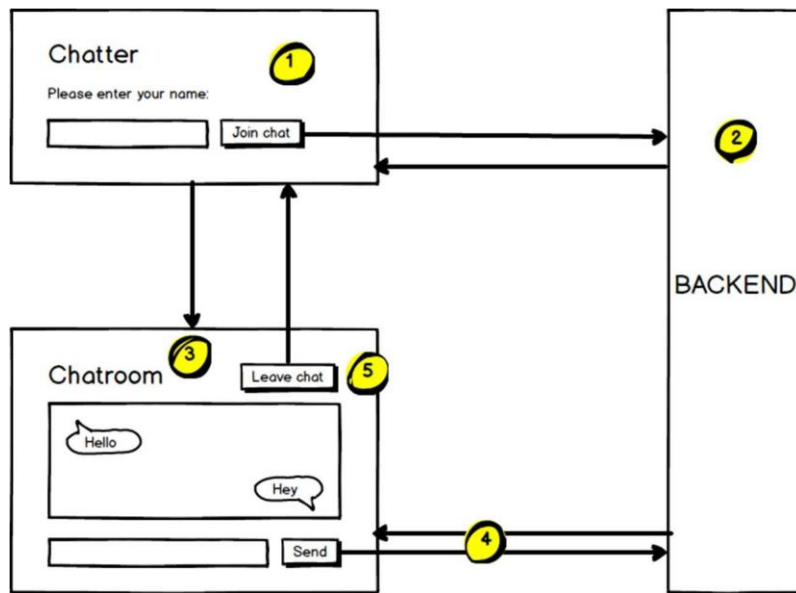 Chatter
1
Please enter your name:
Join chat
2
BACKEND
3
Chatroom
Leave chat
5
Hello
Hey
4
Send